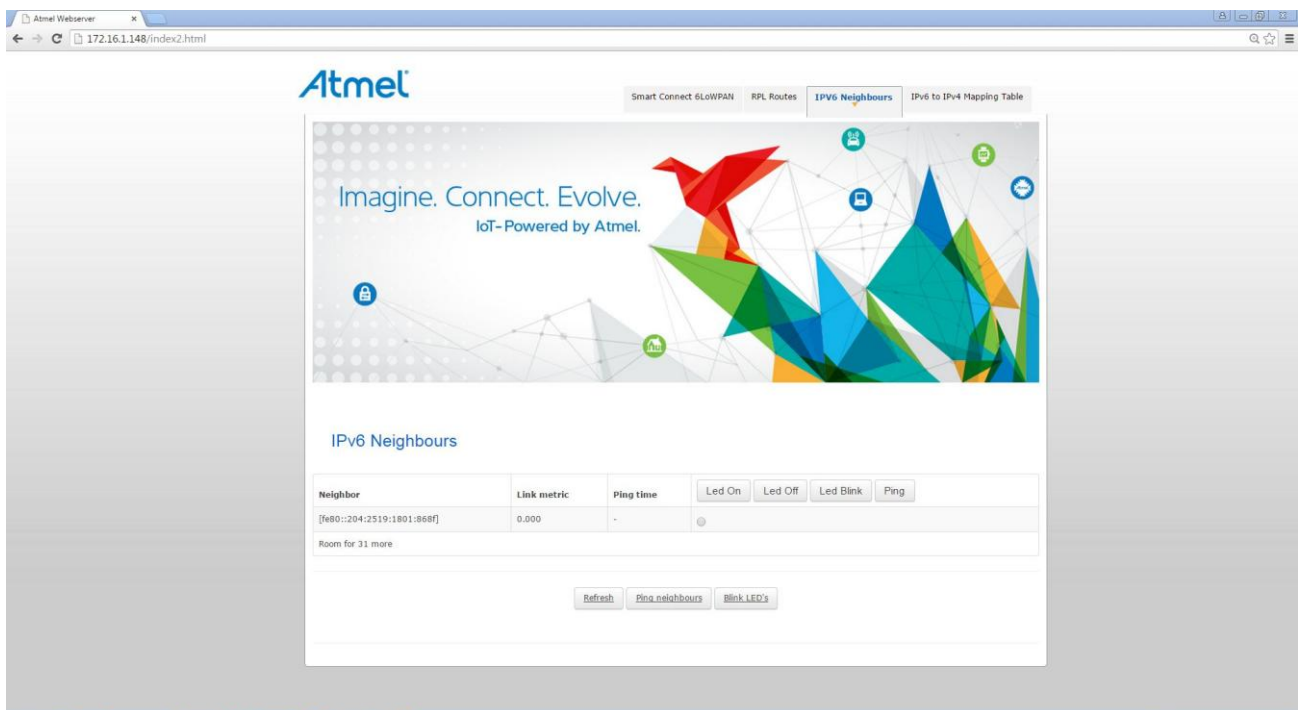 Atmel Webserver
172.16.1.148/index2.html
Atmel
Smart Connect 6LoWPAN RPL Routes IPV6 Neighbours IPv6 to IPv4 Mapping Table
Imagine. Connect. Evolve.
IoT-Powered by Atmel.
IPv6 Neighbours
Neighbor Link metric Ping time Led On Led Off Led Blink Ping
[fe80::204:2519:1801:868f] 0.000 -
Room for 31 more
Refresh Ping neighbours Blink LED's